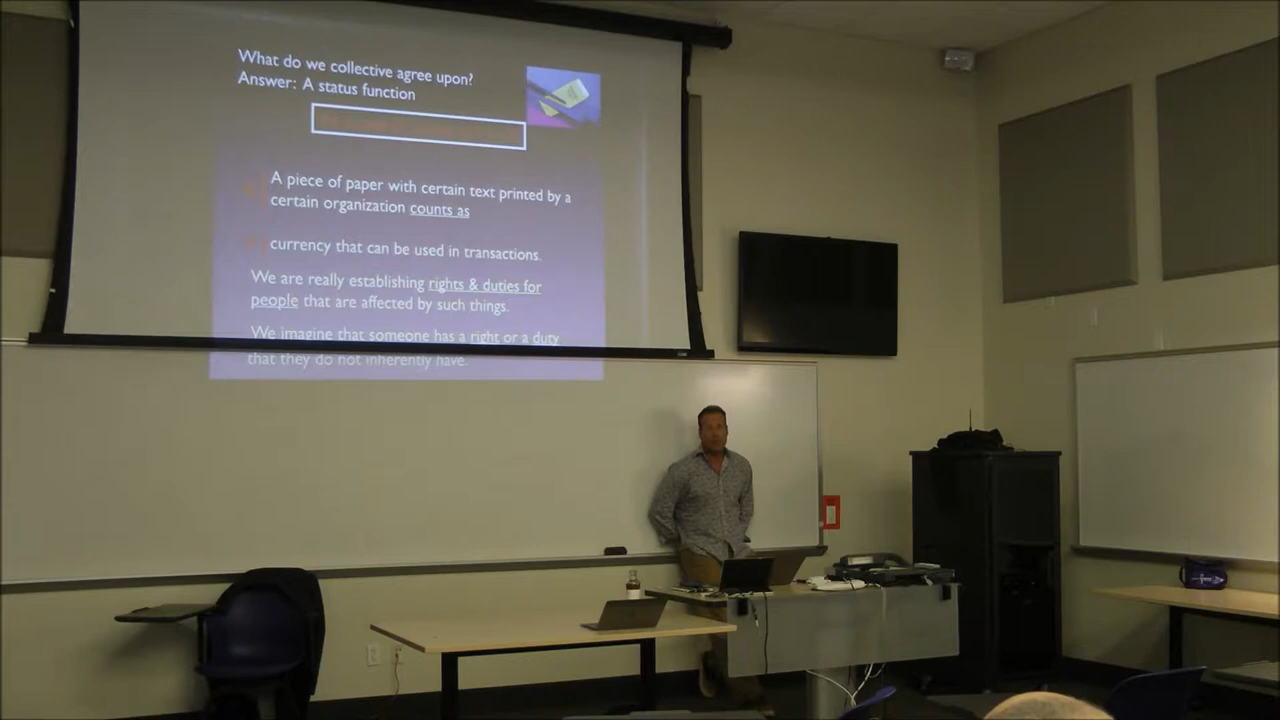 What do we collective agree upon?
Answer: A status function
A piece of paper with certain text printed by a
certain organization counts as
currency that can be used in transactions.
We are really establishing rights & duties for
people that are affected by such things.
We imagine that someone has a right or a duty
that they do not inherently have.